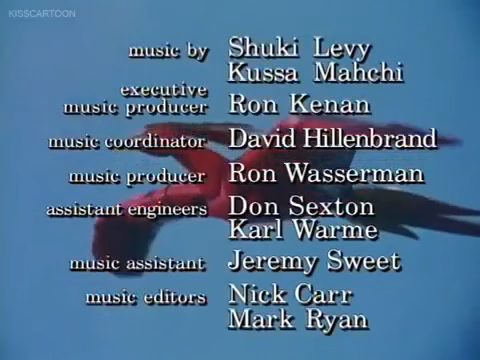 KISSCARTOON
music by Shuki Levy
Kussa Mahchi
executive
music producer Ron Kenan
music coordinator David Hillenbrand
music producer Ron Wasserman
assistant engineers Don Sexton
Karl Warme
music assistant Jeremy Sweet
music editors Nick Carr
Mark Ryan